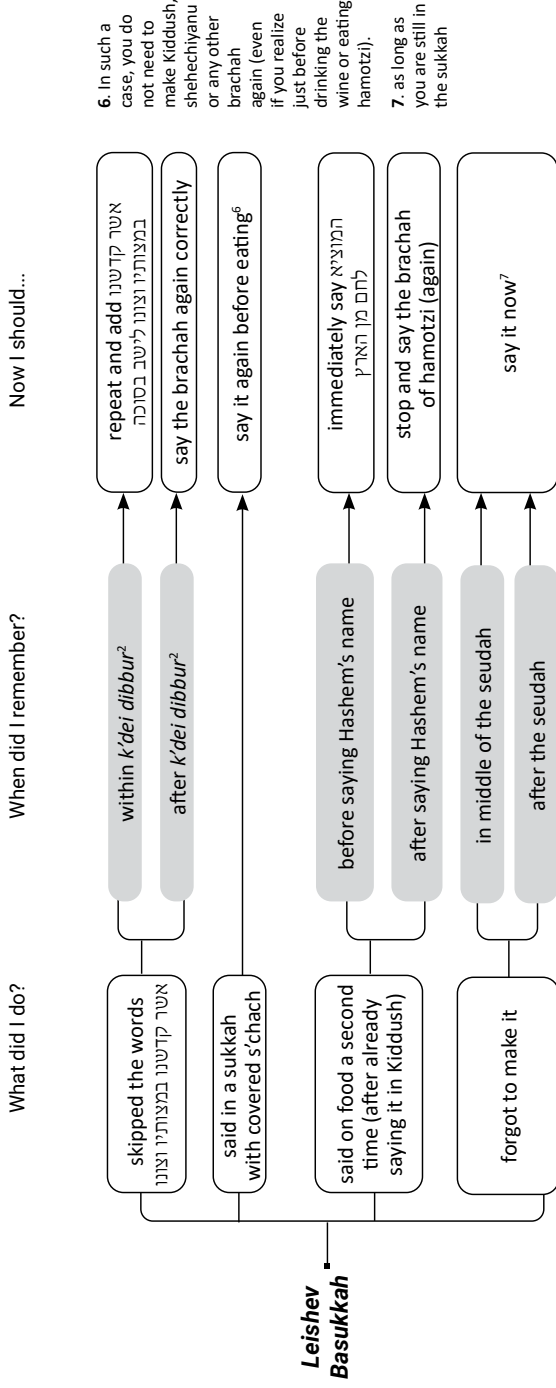 What did I do?
When did I remember?
Now I should...
Leishev
Basukkah
skipped the words
אשר קדשנו במצותיו וצונו
within k'dei dibbur²
repeat and add אשר קדשנו
במצותיו וצונו לישב בסוכה
after k'dei dibbur²
say the brachah again correctly
said in a sukkah
with covered s'chach
say it again before eating⁶
said on food a second
time (after already
saying it in Kiddush)
before saying Hashem's name
immediately say המוציא
לחם מן הארץ
after saying Hashem's name
stop and say the brachah
of hamotzi (again)
forgot to make it
in middle of the seudah
after the seudah
say it now⁷
6. In such a
case, you do
not need to
make Kiddush,
shehechiyanu
or any other
brachah
again (even
if you realize
just before
drinking the
wine or eating
hamotzi).
7. as long as
you are still in
the sukkah